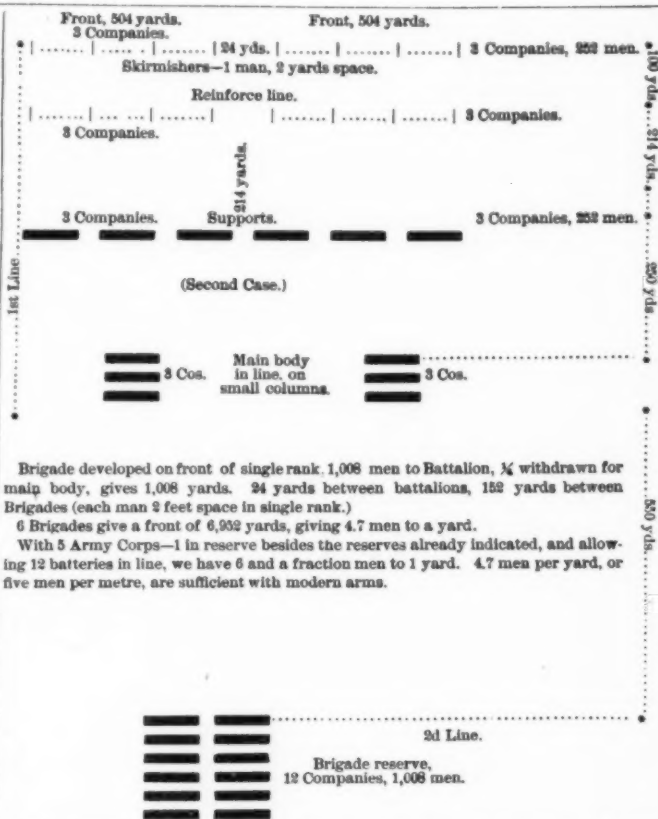 Front, 504 yards. Front, 504 yards.
3 Companies.
24 yds. 3 Companies, 252 men.
Skirmishers—1 man, 2 yards space.
100 yds.
Reinforce line.
3 Companies.
3 Companies.
214 yds.
214 yards.
3 Companies. Supports. 3 Companies, 252 men.
1st Line
(Second Case.)
250 yds.
Main body
3 Cos. in line, on 3 Cos.
small columns.
Brigade developed on front of single rank. 1,008 men to Battalion, ¼ withdrawn for
main body, gives 1,008 yards. 24 yards between battalions, 152 yards between
Brigades (each man 2 feet space in single rank.)
6 Brigades give a front of 6,952 yards, giving 4.7 men to a yard.
With 5 Army Corps—1 in reserve besides the reserves already indicated, and allow-
ing 12 batteries in line, we have 6 and a fraction men to 1 yard. 4.7 men per yard, or
five men per metre, are sufficient with modern arms.
550 yds.
2d Line.
Brigade reserve,
12 Companies, 1,008 men.